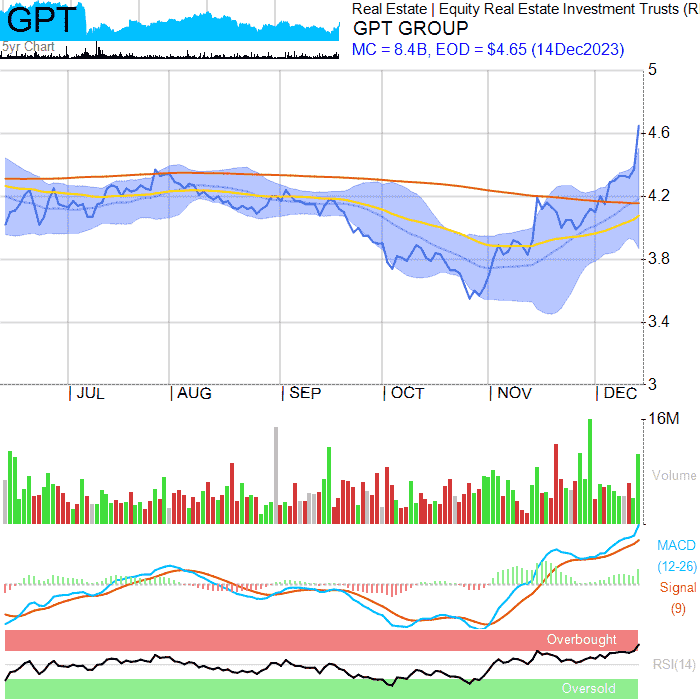 GPT
5yr Chart
Real Estate | Equity Real Estate Investment Trusts (R
GPT GROUP
MC = 8.4B, EOD = $4.65 (14Dec2023)
5
4.6
4.2
3.8
3.4
3
| JUL | AUG | SEP | OCT | NOV | DEC
16M
Volume
MACD
(12-26)
Signal
(9)
Overbought
RSI(14)
Oversold